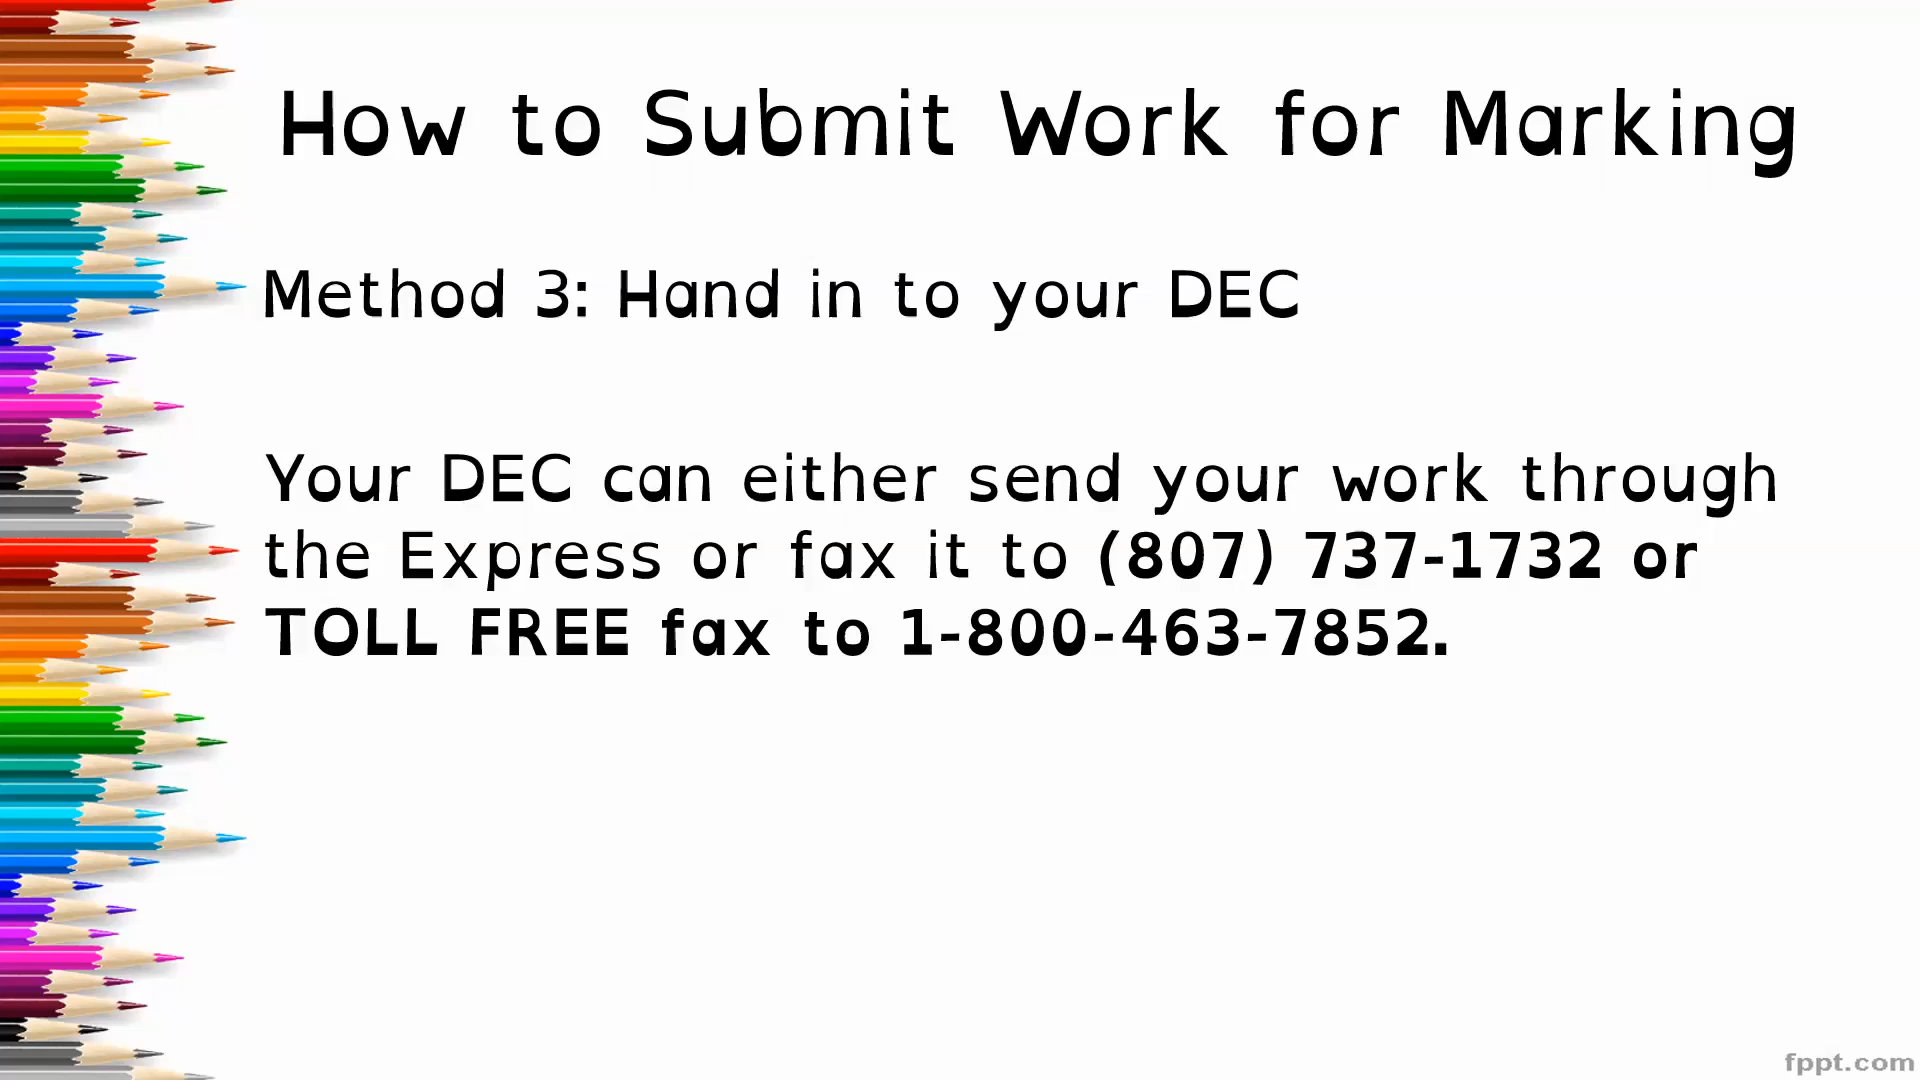 How to Submit Work for Marking
Method 3: Hand in to your DEC
Your DEC can either send your work through
the Express or fax it to (807) 737-1732 or
TOLL FREE fax to 1-800-463-7852.
fppt.com